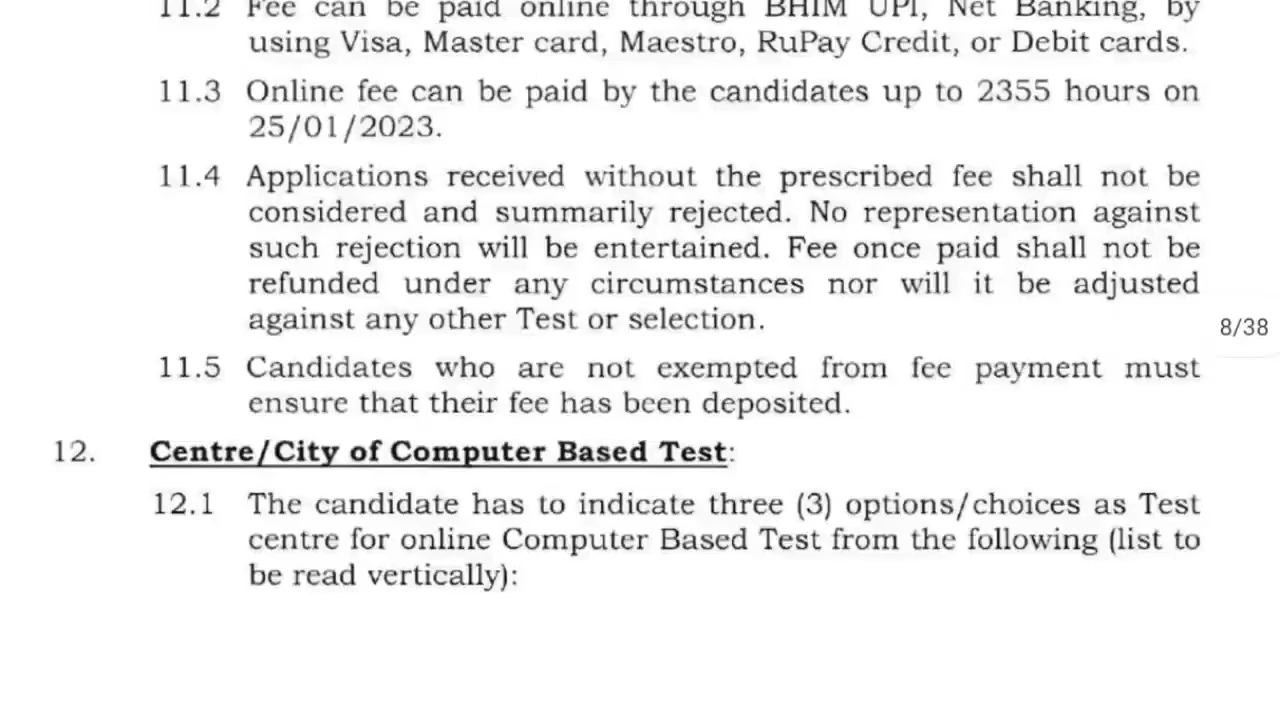 11.2 Fee can be paid online through BHIM UPI, Net Banking, by
using Visa, Master card, Maestro, RuPay Credit, or Debit cards.
11.3 Online fee can be paid by the candidates up to 2355 hours on
25/01/2023.
11.4 Applications received without the prescribed fee shall not be
considered and summarily rejected. No representation against
such rejection will be entertained. Fee once paid shall not be
refunded under any circumstances nor will it be adjusted
against any other Test or selection.
8/38
11.5 Candidates who are not exempted from fee payment must
ensure that their fee has been deposited.
12. Centre/City of Computer Based Test:
12.1 The candidate has to indicate three (3) options/choices as Test
centre for online Computer Based Test from the following (list to
be read vertically):